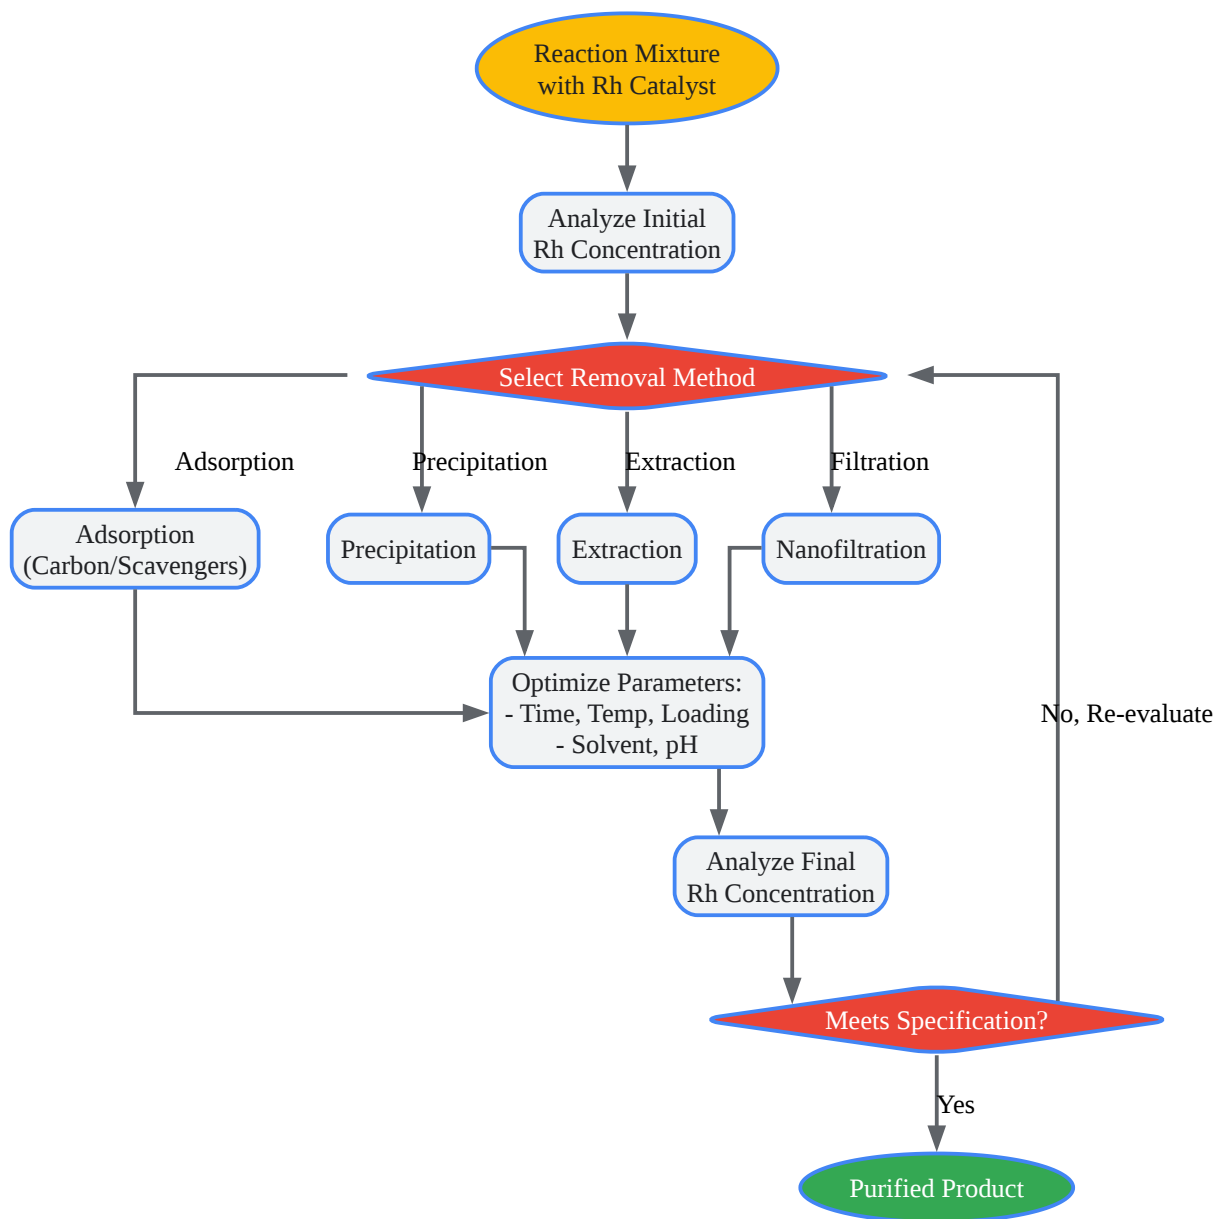 Reaction Mixture
with Rh Catalyst
Analyze Initial
Rh Concentration
Select Removal Method
Adsorption
Precipitation
Extraction
Filtration
Adsorption
(Carbon/Scavengers)
Precipitation
Extraction
Nanofiltration
Optimize Parameters:
- Time, Temp, Loading
- Solvent, pH
No, Re-evaluate
Analyze Final
Rh Concentration
Meets Specification?
Yes
Purified Product